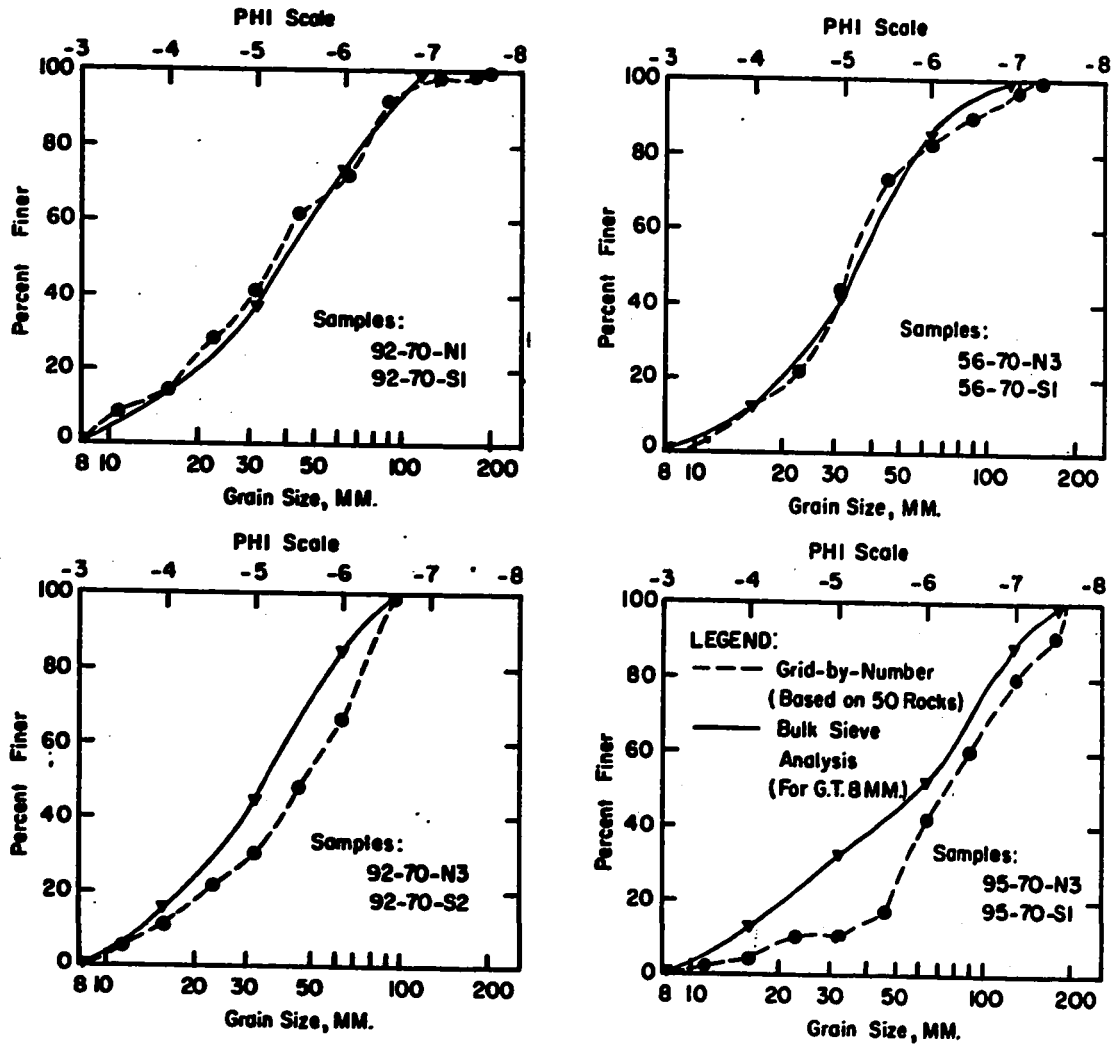 PHI Scale
-3 -4 -5 -6 -7 -8
100
80
60
40
20
0
Percent Finer
Samples:
92-70-N1
92-70-S1
8 10 20 30 50 100 200
Grain Size, MM.
PHI Scale
-3 -4 -5 -6 -7 -8
100
80
60
40
20
0
Percent Finer
Samples:
56-70-N3
56-70-S1
8 10 20 30 50 100 200
Grain Size, MM.
PHI Scale
-3 -4 -5 -6 -7 -8
100
80
60
40
20
0
Percent Finer
Samples:
92-70-N3
92-70-S2
8 10 20 30 50 100 200
Grain Size, MM.
PHI Scale
-3 -4 -5 -6 -7 -8
100
80
60
40
20
0
Percent Finer
LEGEND:
Grid-by-Number
(Based on 50 Rocks)
Bulk Sieve
Analysis
(For G.T. 8 MM.)
Samples:
95-70-N3
95-70-S1
8 10 20 30 50 100 200
Grain Size, MM.